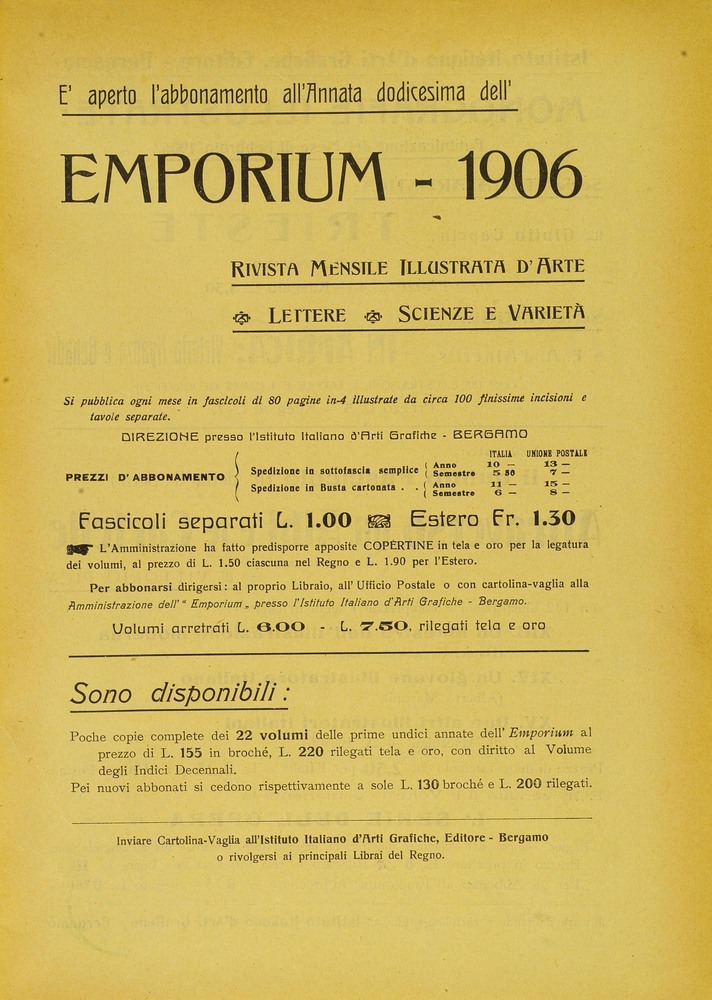 E' aperto l'abbonamento all'Annata dodicesima dell'
EMPORIUM - 1906
RIVISTA MENSILE ILLUSTRATA D'ARTE
LETTERE SCIENZE E VARIETÀ
Si pubblica ogni mese in fascicoli di 80 pagine in-4 illustrate da circa 100 finissime incisioni e
tavole separate.
DIREZIONE presso l'Istituto Italiano d'Arti Grafiche - BERGAMO
ITALIA UNIONE POSTALE
PREZZI D'ABBONAMENTO { Spedizione in sottofascia semplice { Anno 10 — 13 —
Semestre 5 50 7 —
Spedizione in Busta cartonata . . { Anno 11 — 15 —
Semestre 6 — 8 —
Fascicoli separati L. 1.00 Estero Fr. 1.30
L'Amministrazione ha fatto predisporre apposite COPERTINE in tela e oro per la legatura
dei volumi, al prezzo di L. 1.50 ciascuna nel Regno e L. 1.90 per l'Estero.
Per abbonarsi dirigersi: al proprio Libraio, all' Ufficio Postale o con cartolina-vaglia alla
Amministrazione dell' " Emporium „ presso l'Istituto Italiano d'Arti Grafiche - Bergamo.
Volumi arretrati L. 6.00 - L. 7.50, rilegati tela e oro
Sono disponibili :
Poche copie complete dei 22 volumi delle prime undici annate dell' Emporium al
prezzo di L. 155 in broché, L. 220 rilegati tela e oro, con diritto al Volume
degli Indici Decennali.
Pei nuovi abbonati si cedono rispettivamente a sole L. 130 broché e L. 200 rilegati.
Inviare Cartolina-Vaglia all'Istituto Italiano d'Arti Grafiche, Editore - Bergamo
o rivolgersi ai principali Librai del Regno.